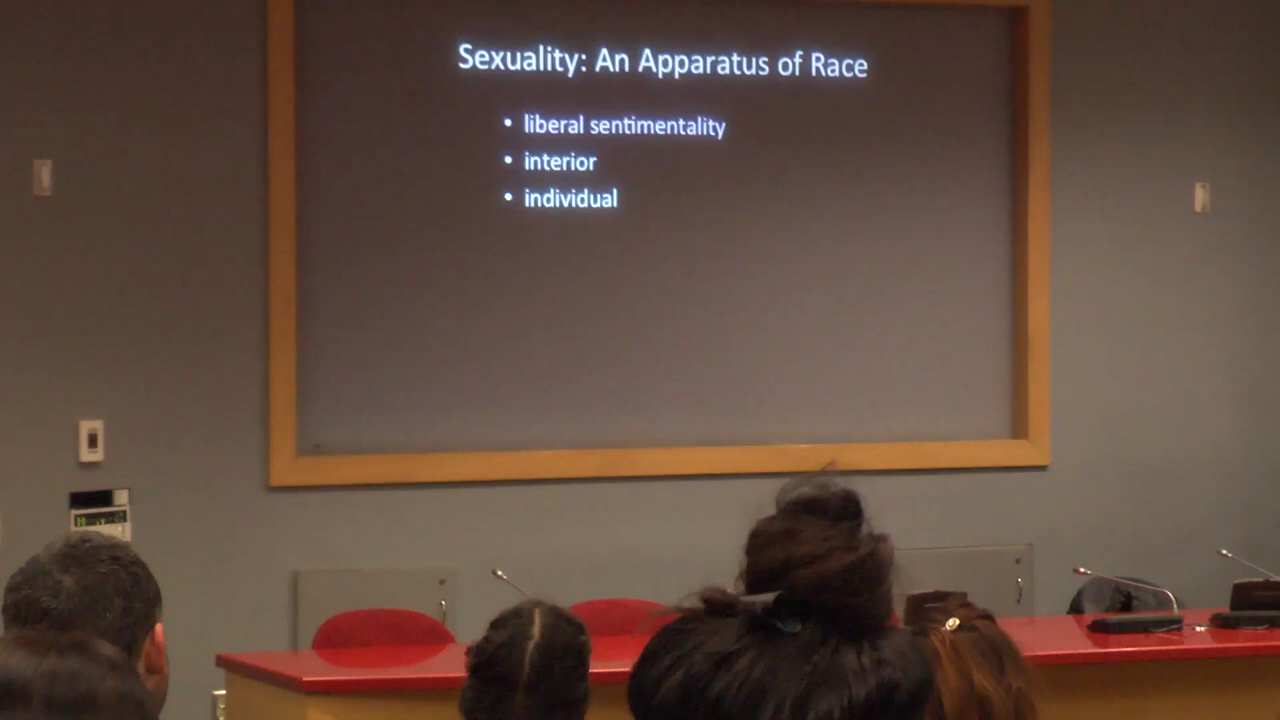 Sexuality: An Apparatus of Race
• liberal sentimentality
• interior
• individual